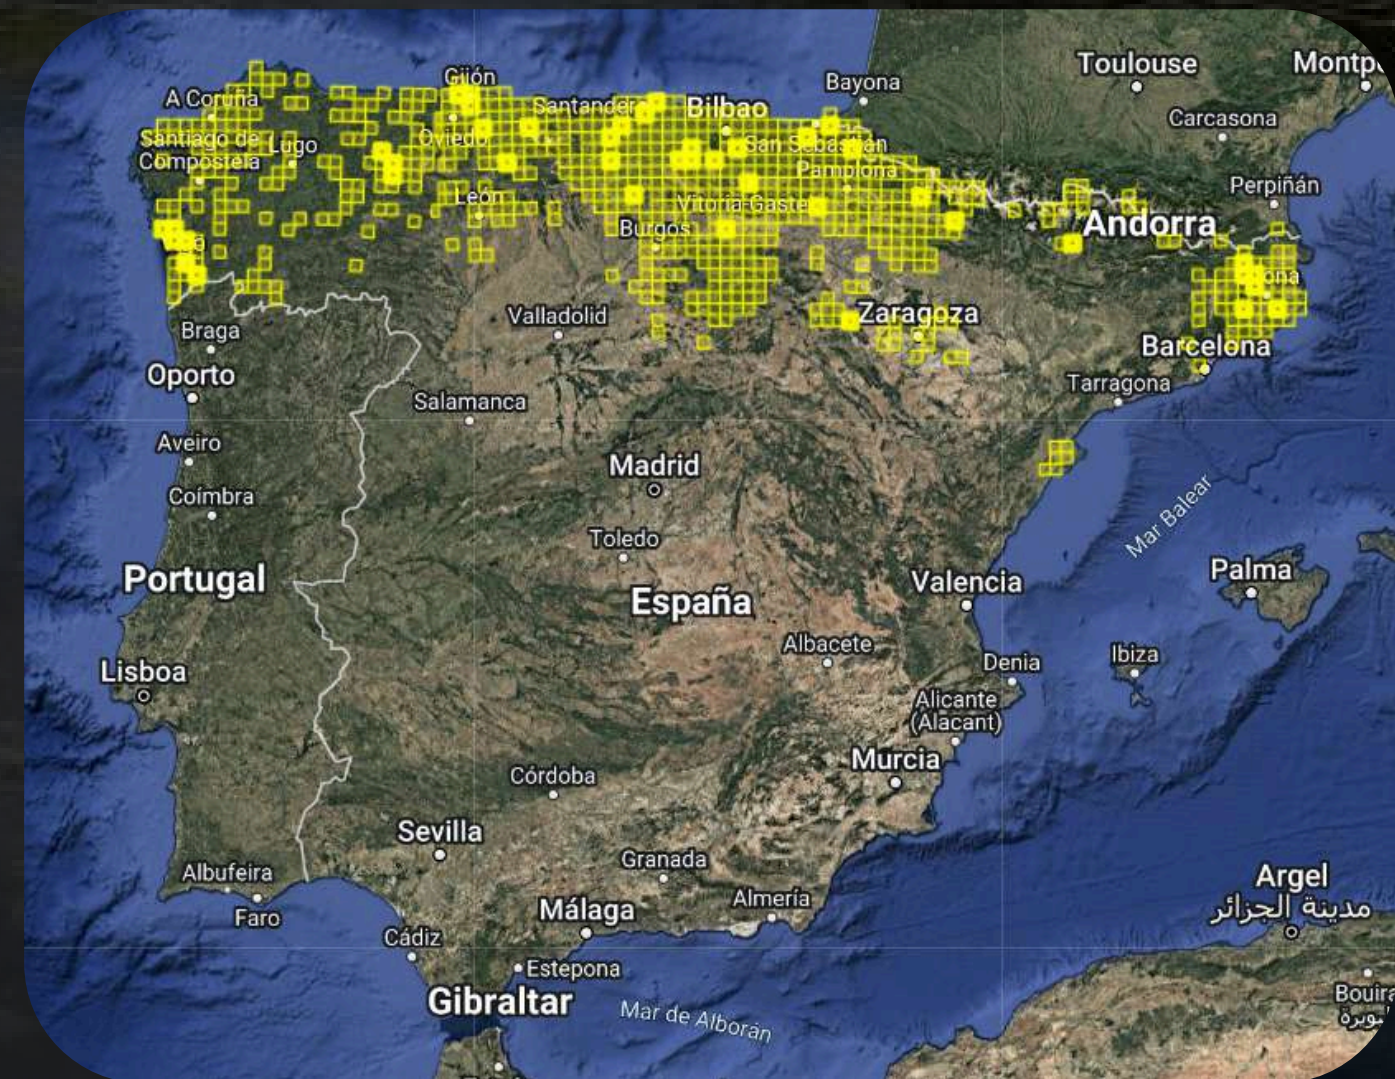 Toulouse
Montp
Gijón
Bayona
A Coruña
Santander
Bilbao
Carcasona
Santiago de
Compostela
Lugo
Oviedo
San Sebastián
Pamplona
Perpiñán
León
Vitoria-Gastei
Andorra
Burgos
Braga
Valladolid
Zaragoza
Barcelona
Oporto
Tarragona
Salamanca
Aveiro
Madrid
Coímbra
Mar Balear
Toledo
Portugal
España
Valencia
Palma
Albacete
Denia
Ibiza
Lisboa
Alicante
(Alacant)
Murcia
Córdoba
Sevilla
Granada
Albufeira
Almería
Argel
مدينة الجزائر
Faro
Málaga
Cádiz
Estepona
Gibraltar
Mar de Alborán
Bouira